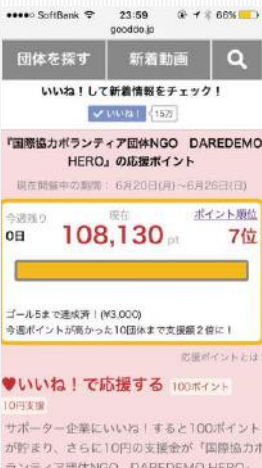 SoftBank 23:59 66%
gooddo.jp
団体を探す 新着動画
いいね！して新着情報をチェック！
いいね！ 15万
『国際協力ボランティア団体NGO DAREDEMO
HERO』の応援ポイント
現在開催中の期間：6月20日(月)~6月26日(日)
今週残り 現在 ポイント順位
0日 108,130 pt 7位
ゴール5まで達成済！(¥3,000)
今週ポイントが高かった10団体まで支援額2倍に！
応援ポイントとは
いいね！で応援する 100ポイント
10円支援
サポーター企業にいいね！すると100ポイント
が貯まり、さらに10円の支援金が『国際協力ボ
ランティア団体NGO DAREDEMO HERO』